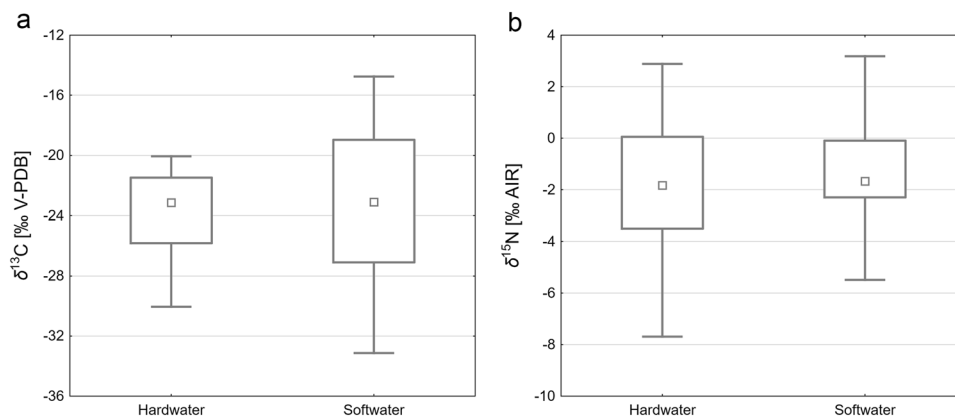 a
δ13C [‰ V-PDB]
-12
-16
-20
-24
-28
-32
-36
Hardwater Softwater
b
δ15N [‰ AIR]
4
2
0
-2
-4
-6
-8
-10
Hardwater Softwater